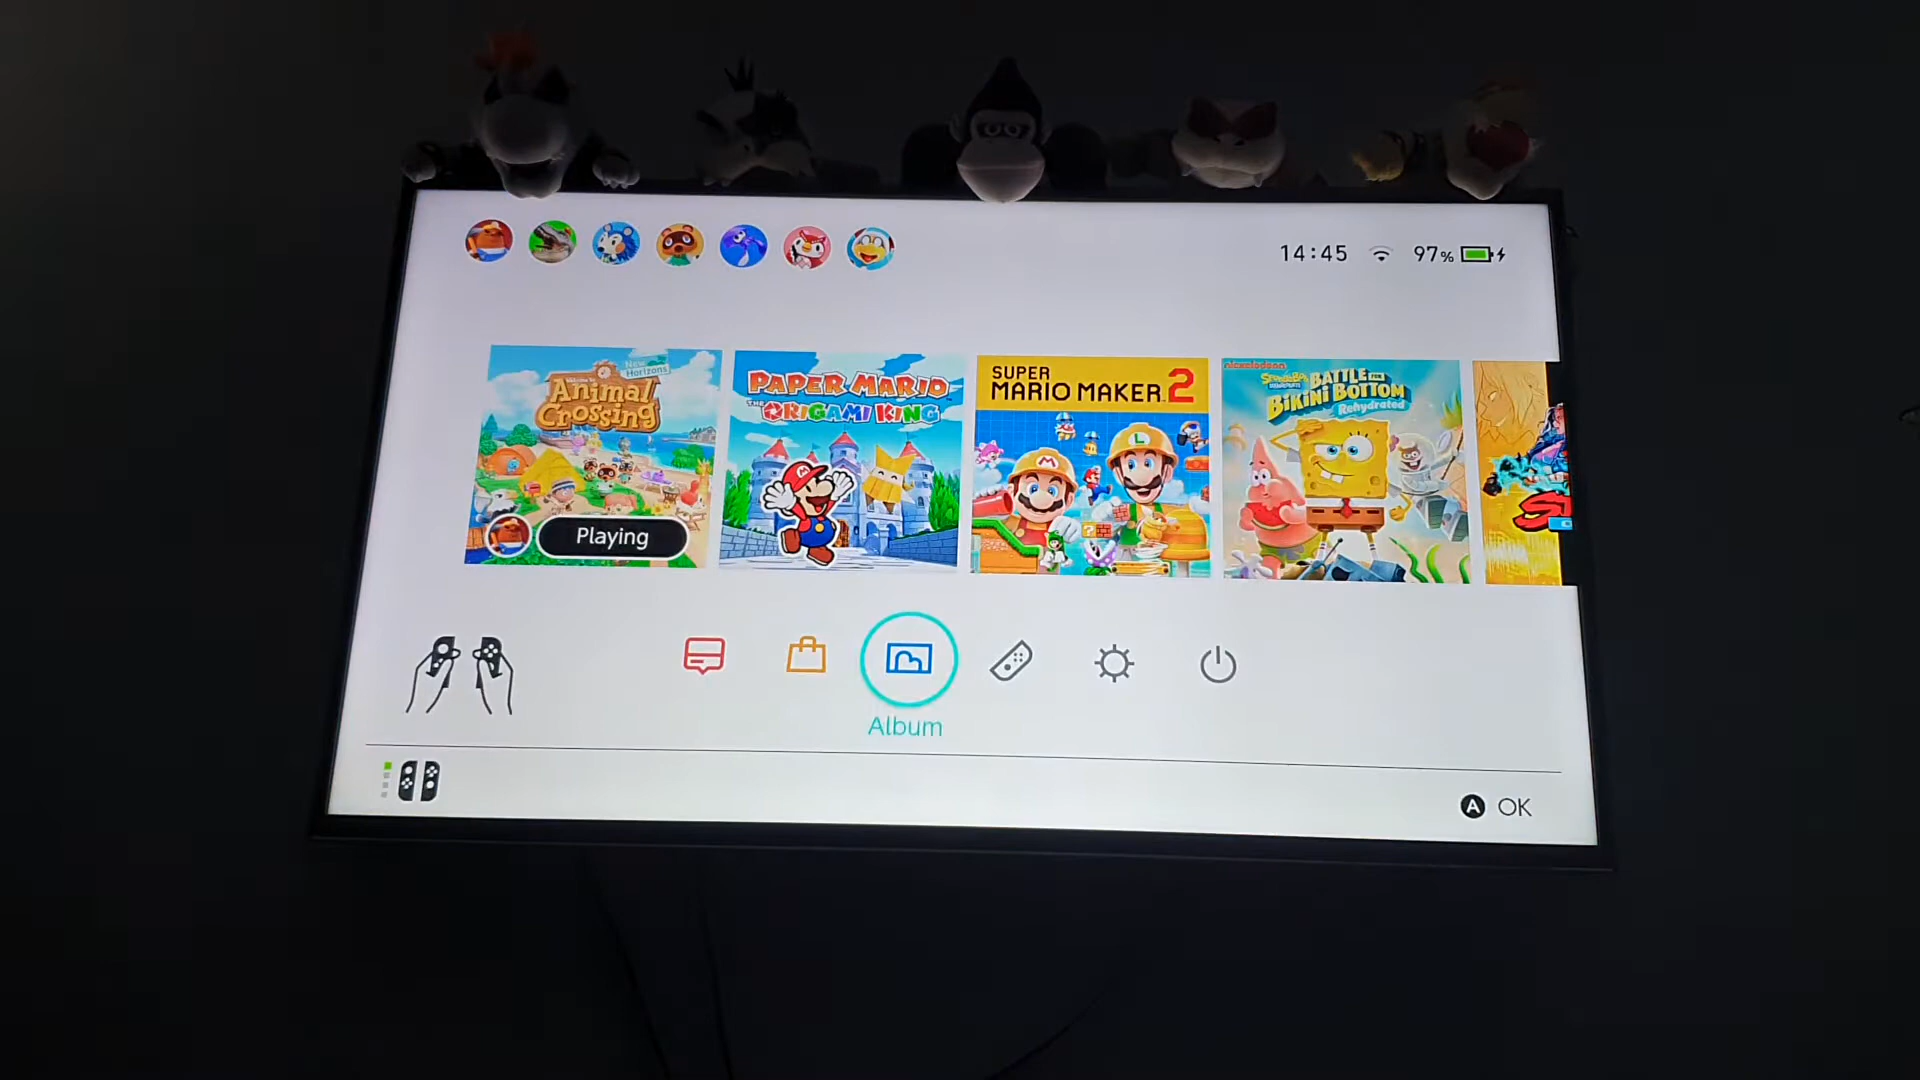 14:45
97%
New
Horizons
Animal
Crossing
Playing
PAPER MARIO
THE ORIGAMI KING
SUPER
MARIO MAKER 2
nickelodeon
BATTLE FOR
BIKINI BOTTOM
Rehydrated
Album
A OK